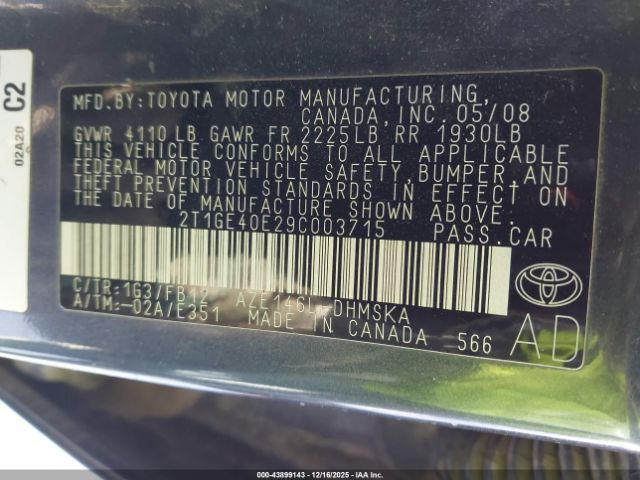 C2
02A20
MFD.BY:TOYOTA MOTOR MANUFACTURING,
CANADA, INC. 05/08
GVWR 4110 LB GAWR FR 2225LB RR 1930LB
THIS VEHICLE CONFORMS TO ALL APPLICABLE
FEDERAL MOTOR VEHICLE SAFETY, BUMPER, AND
THEFT PREVENTION STANDARDS IN EFFECT ON
THE DATE OF MANUFACTURE SHOWN ABOVE.
2T1GE40E29C003715 PASS.CAR
C/TR:1G3/FB12 AZE146L-DHMSKA
A/TM:-02A/E351 MADE IN CANADA 566
AD
000-43899143 - 12/16/2025 - IAAI.COM